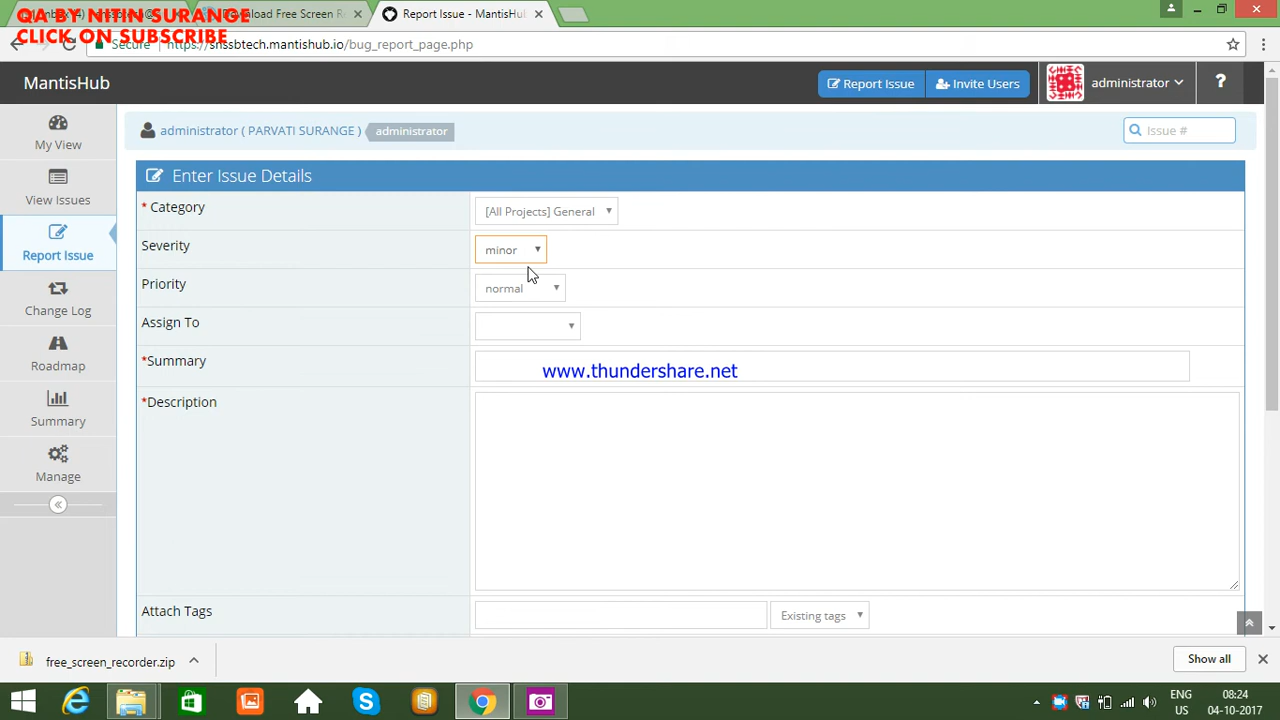 QA BY NITIN SURANGE
CLICK ON SUBSCRIBE
Download Free Screen R
Report Issue - MantisHub
Secure
https://snssbtech.mantishub.io/bug_report_page.php
MantisHub
Report Issue
Invite Users
administrator
?
administrator ( PARVATI SURANGE )
administrator
Issue #
My View
View Issues
Report Issue
Change Log
Roadmap
Summary
Manage
Enter Issue Details
* Category
[All Projects] General
Severity
minor
Priority
normal
Assign To
*Summary
www.thundershare.net
*Description
Attach Tags
Existing tags
free_screen_recorder.zip
Show all
ENG
US
08:24
04-10-2017